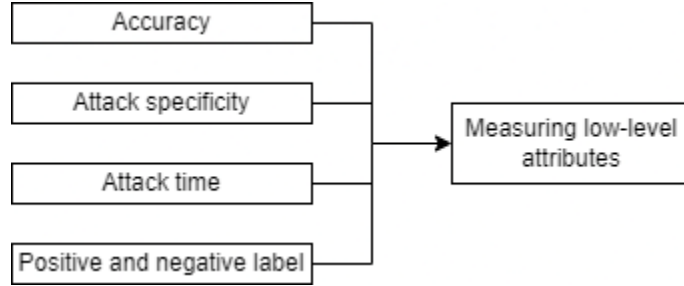 Accuracy
Attack specificity
Attack time
Positive and negative label
Measuring low-level
attributes